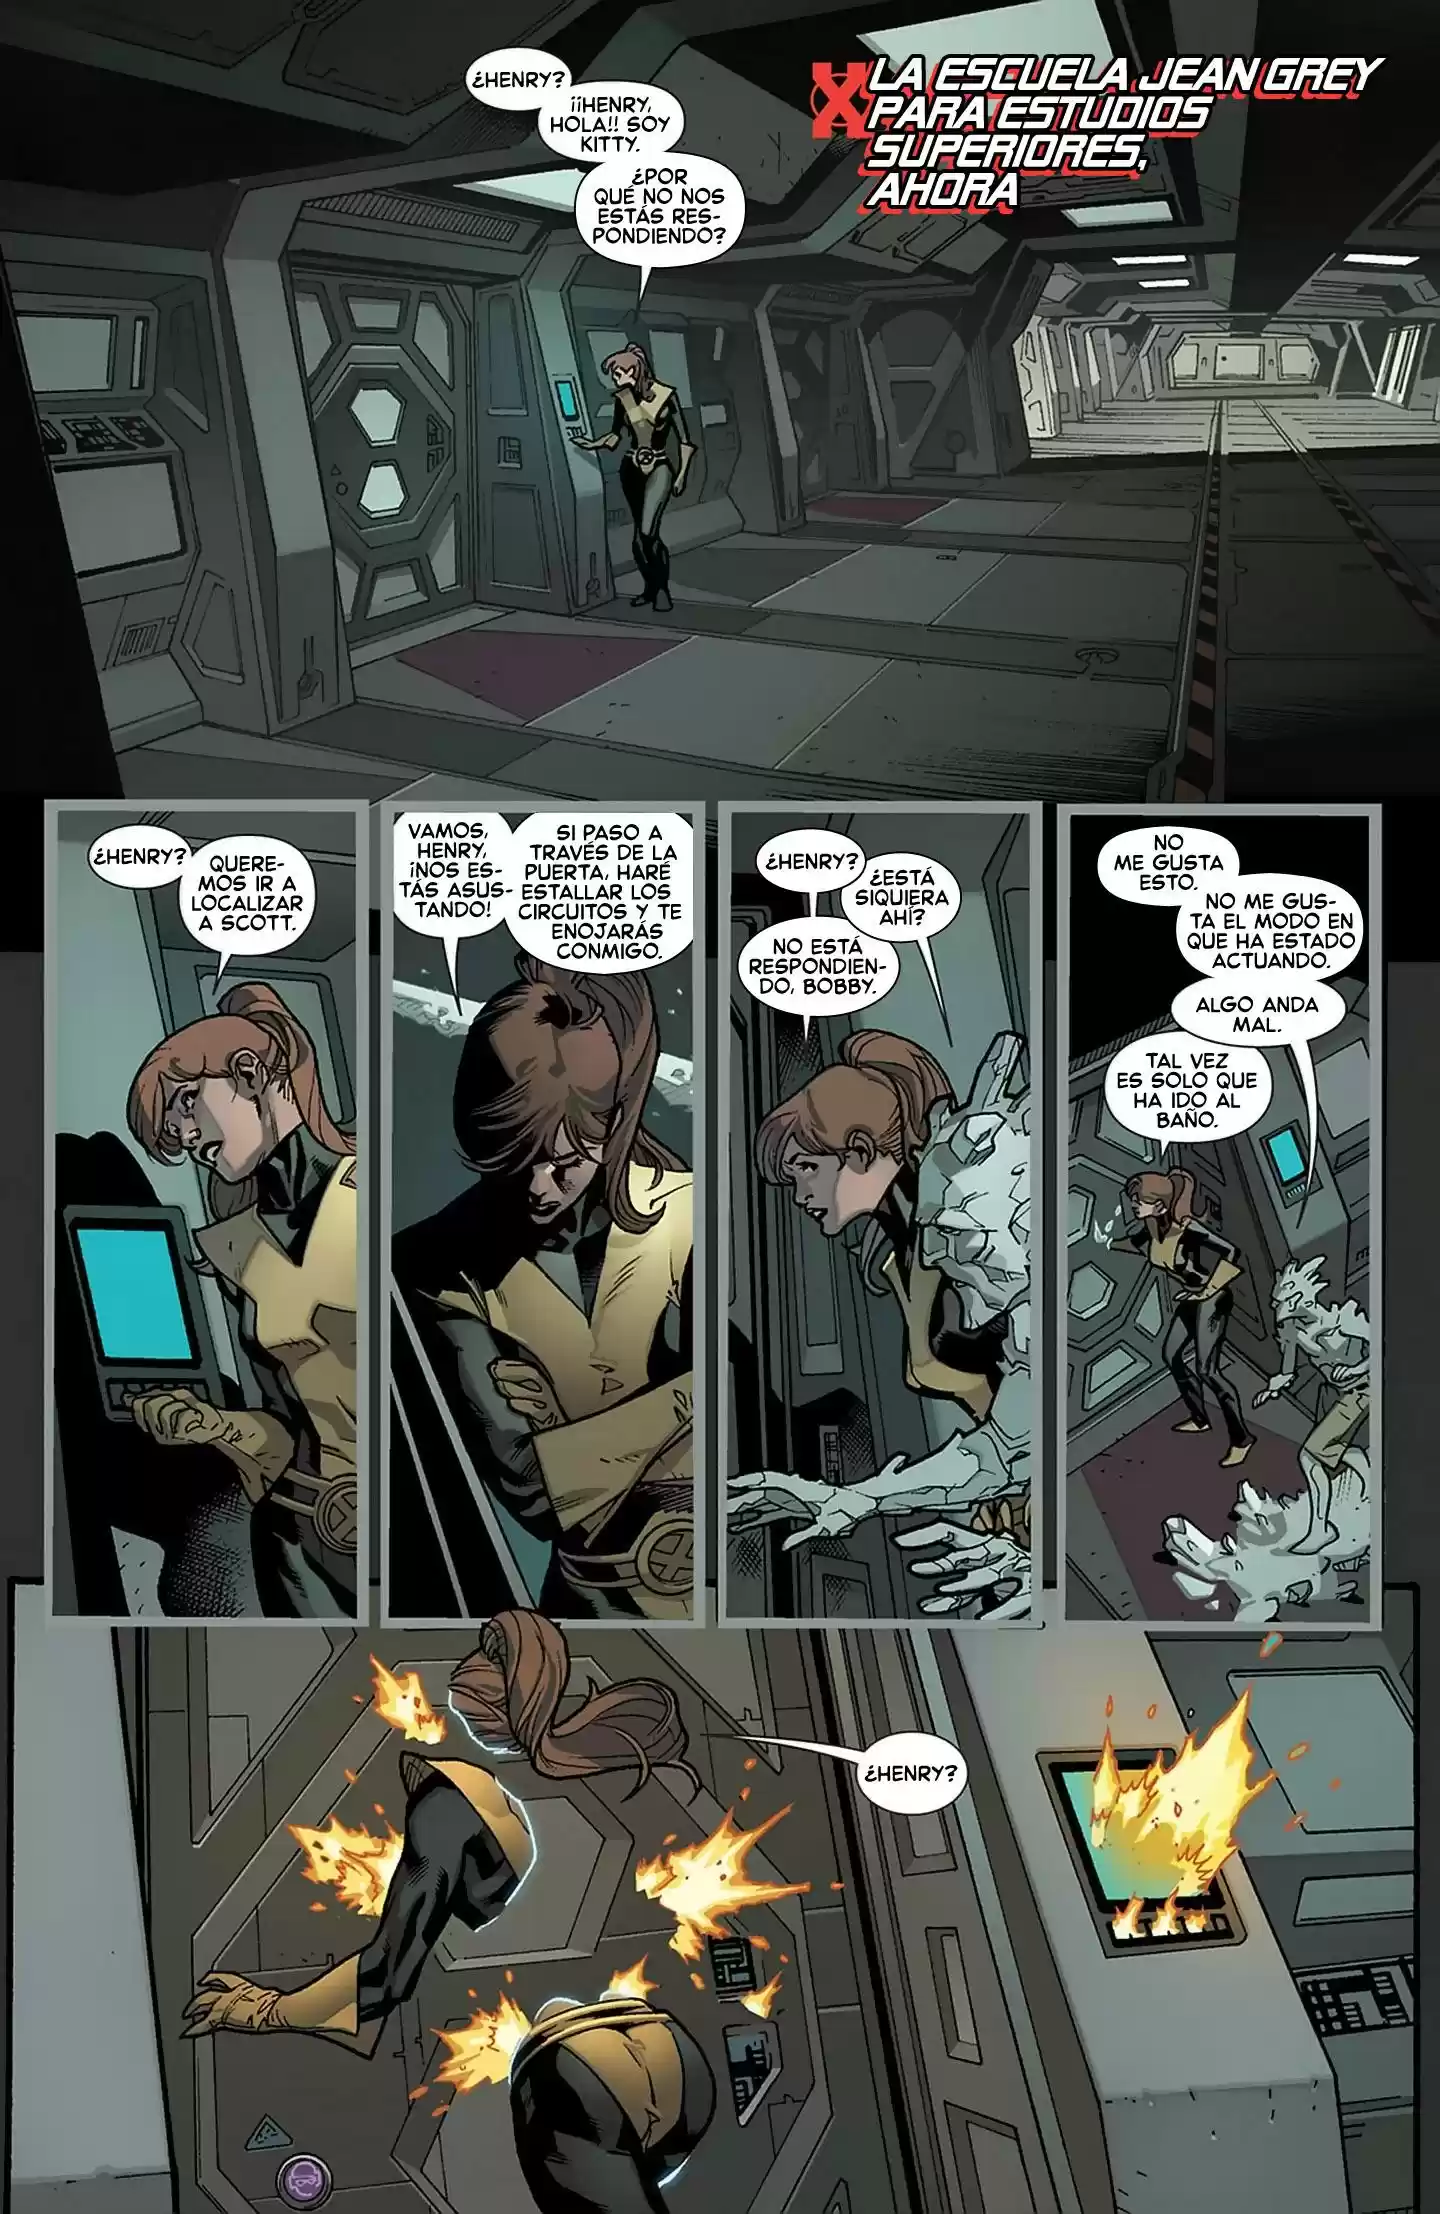 ¿HENRY?
¡¡HENRY,
HOLA!! SOY
KITTY.
¿POR
QUÉ NO NOS
ESTÁS RES-
PONDIENDO?
LA ESCUELA JEAN GREY
PARA ESTUDIOS
SUPERIORES,
AHORA
¿HENRY?
QUERE-
MOS IR A
LOCALIZAR
A SCOTT.
VAMOS,
HENRY,
¡NOS ES-
TÁS ASUS-
TANDO!
SI PASO A
TRAVÉS DE LA
PUERTA, HARÉ
ESTALLAR LOS
CIRCUITOS Y TE
ENOJARÁS
CONMIGO.
¿HENRY?
¿ESTÁ
SIQUIERA
AHÍ?
NO ESTÁ
RESPONDIEN-
DO, BOBBY.
NO
ME GUSTA
ESTO.
NO ME GUS-
TA EL MODO EN
QUE HA ESTADO
ACTUANDO.
ALGO ANDA
MAL.
TAL VEZ
ES SOLO QUE
HA IDO AL
BAÑO.
¿HENRY?